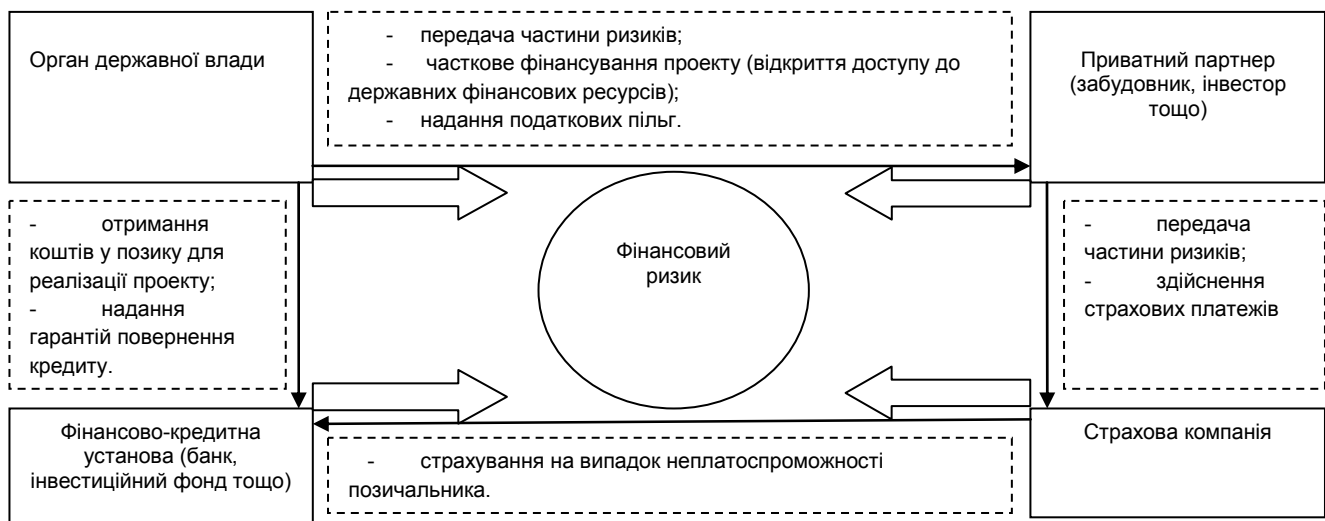 Орган державної влади
- передача частини ризиків;
- часткове фінансування проекту (відкриття доступу до
державних фінансових ресурсів);
- надання податкових пільг.
Приватний партнер
(забудовник, інвестор
тощо)
- отримання
коштів у позику для
реалізації проекту;
- надання
гарантій повернення
кредиту.
Фінансовий
ризик
- передача
частини ризиків;
- здійснення
страхових платежів
Фінансово-кредитна
установа (банк,
інвестиційний фонд тощо)
- страхування на випадок неплатоспроможності
позичальника.
Страхова компанія